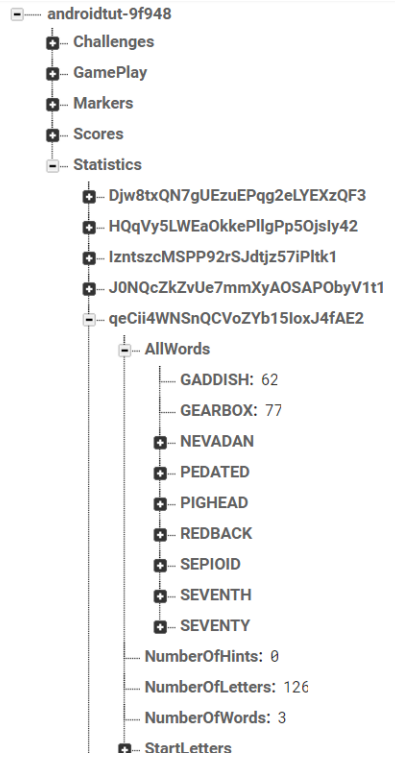 androidtut-9f948
Challenges
GamePlay
Markers
Scores
Statistics
Djw8txQN7gUEzuEPqg2eLYEXzQF3
HQqVy5LWEaOkkePllgPp5OjsIy42
IzntszcMSPP92rSJdtjz57iPltk1
J0NQcZkZvUe7mmXyAOSAPObyV1t1
qeCii4WNSnQCVoZYb15IoxJ4fAE2
AllWords
GADDISH: 62
GEARBOX: 77
NEVADAN
PEDATED
PIGHEAD
REDBACK
SEPIOID
SEVENTH
SEVENTY
NumberOfHints: 0
NumberOfLetters: 126
NumberOfWords: 3
StartLetters